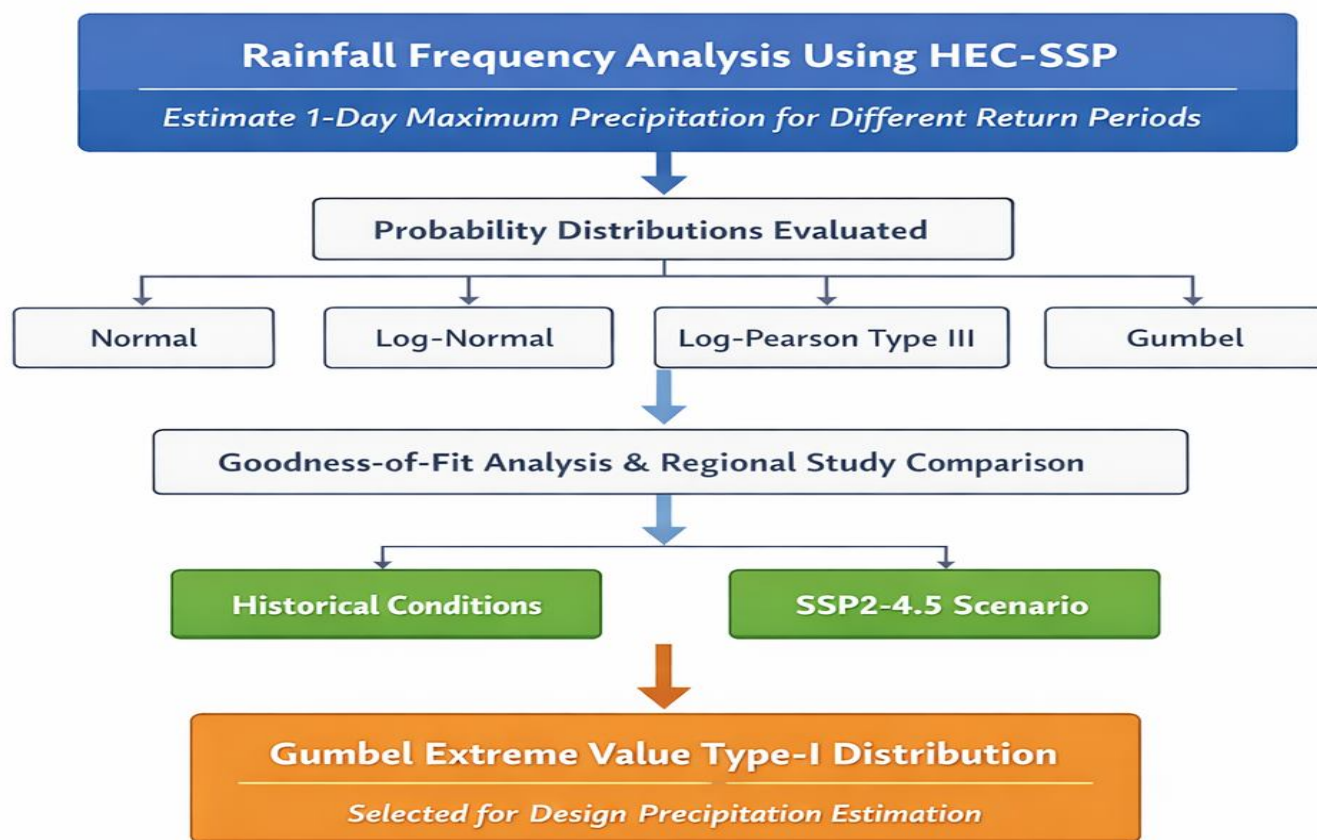 Rainfall Frequency Analysis Using HEC-SSP
Estimate 1-Day Maximum Precipitation for Different Return Periods
Probability Distributions Evaluated
Normal
Log-Normal
Log-Pearson Type III
Gumbel
Goodness-of-Fit Analysis & Regional Study Comparison
Historical Conditions
SSP2-4.5 Scenario
Gumbel Extreme Value Type-I Distribution
Selected for Design Precipitation Estimation